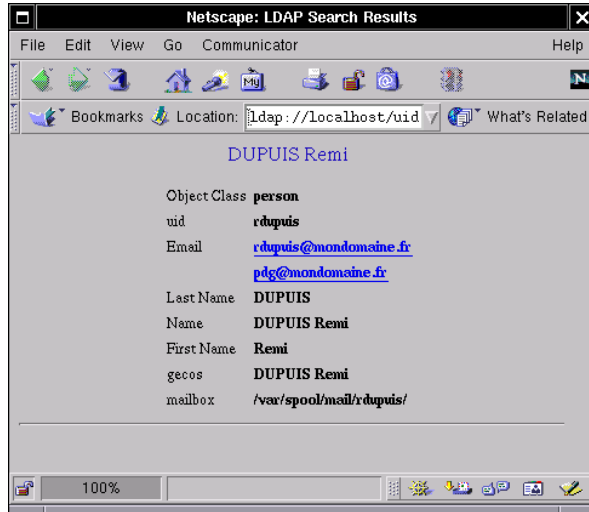 Netscape: LDAP Search Results
File Edit View Go Communicator Help
My N
Bookmarks Location: ldap://localhost/uid What's Related
DUPUIS Remi
Object Class person
uid rdupuis
Email rdupuis@mondomaine.fr
pdg@mondomaine.fr
Last Name DUPUIS
Name DUPUIS Remi
First Name Remi
gecos DUPUIS Remi
mailbox /var/spool/mail/rdupuis/
100%